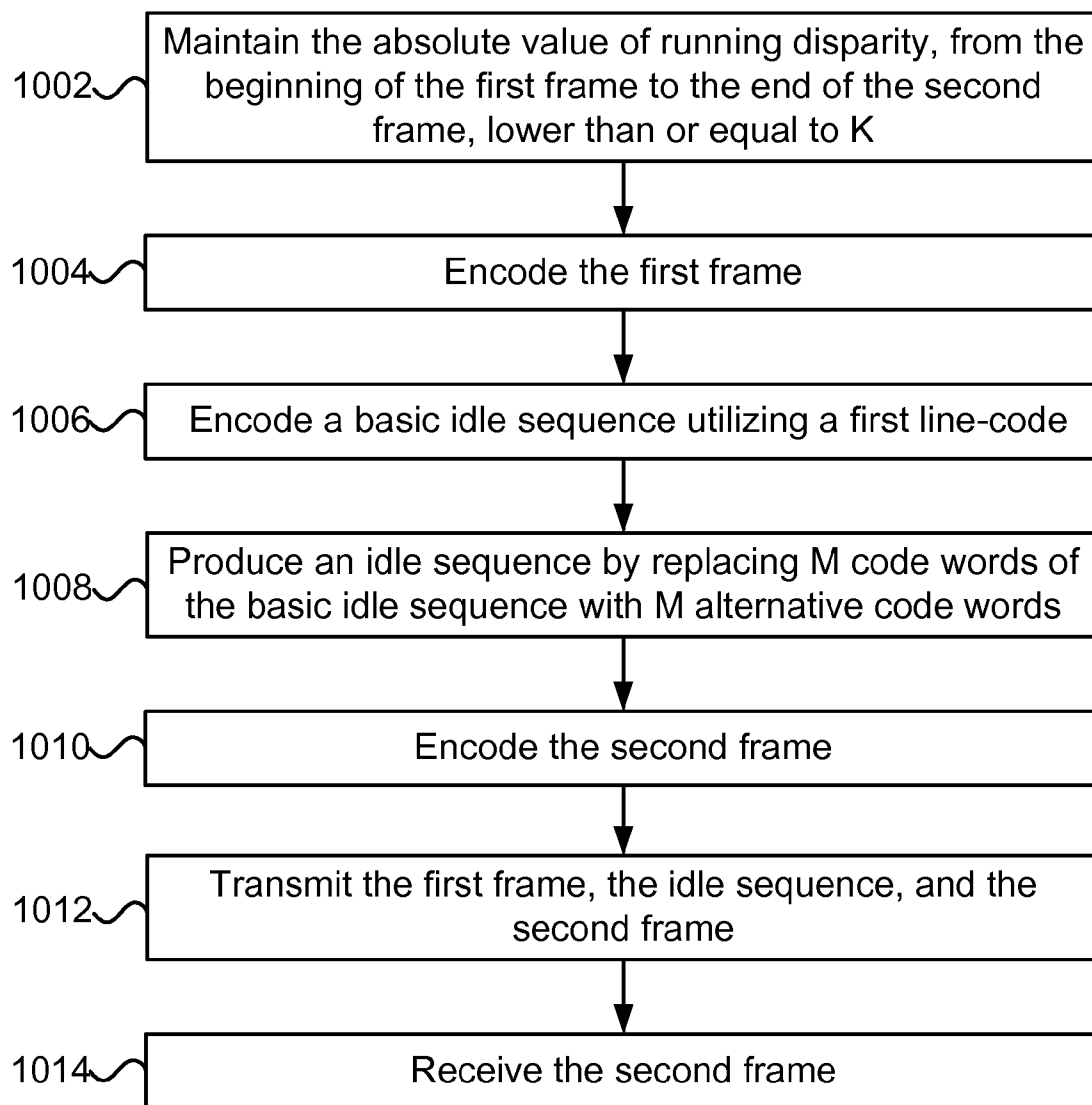 Maintain the absolute value of running disparity, from the
1002 beginning of the first frame to the end of the second
frame, lower than or equal to K
1004 Encode the first frame
1006 Encode a basic idle sequence utilizing a first line-code
Produce an idle sequence by replacing M code words of
1008 the basic idle sequence with M alternative code words
1010 Encode the second frame
Transmit the first frame, the idle sequence, and the
1012 second frame
1014 Receive the second frame